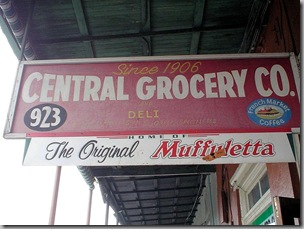 Since 1906
CENTRAL GROCERY CO.
923
DELI
French Market
Coffee
HOME OF
The Original Muffuletta